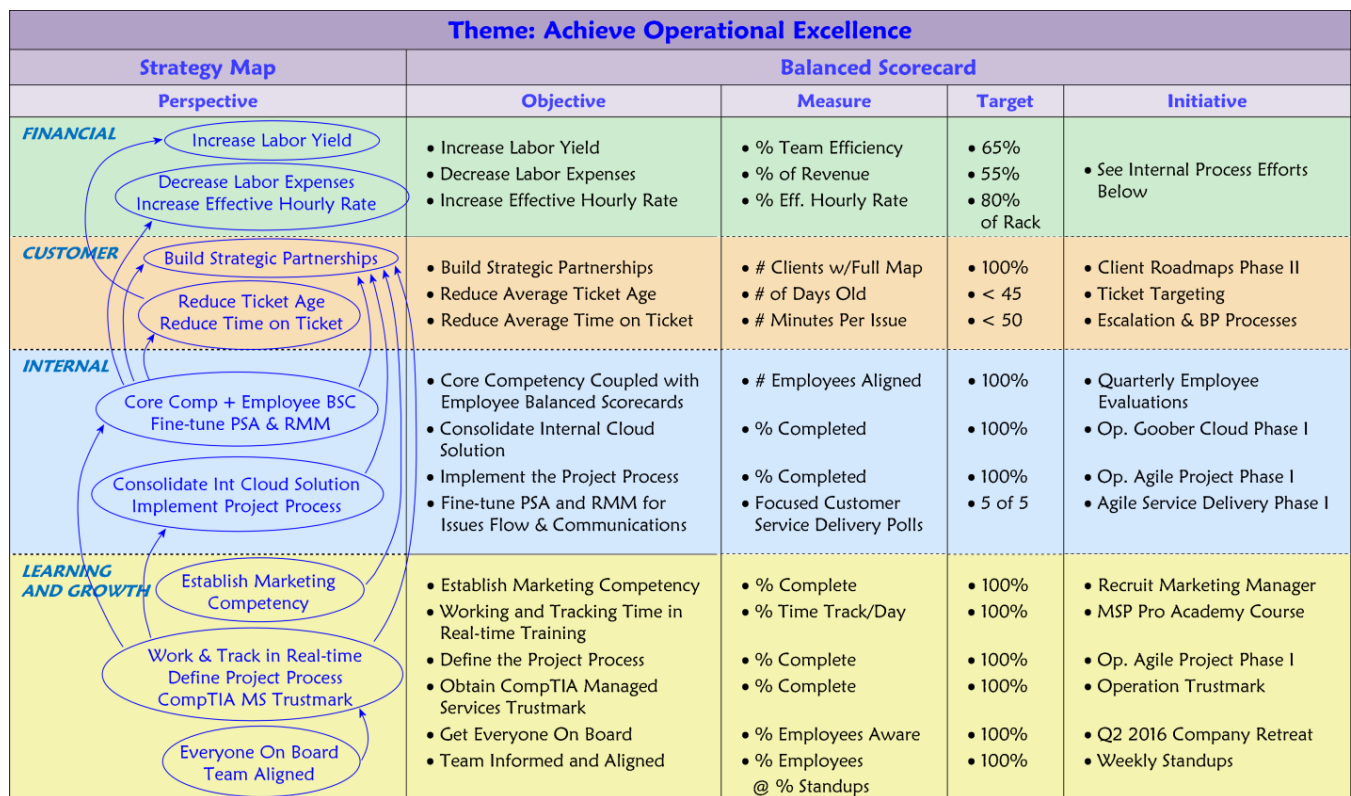 Theme: Achieve Operational Excellence
Strategy Map
Balanced Scorecard
Perspective
Objective
Measure
Target
Initiative
FINANCIAL
Increase Labor Yield
Decrease Labor Expenses
Increase Effective Hourly Rate
• Increase Labor Yield
• Decrease Labor Expenses
• Increase Effective Hourly Rate
• % Team Efficiency
• % of Revenue
• % Eff. Hourly Rate
• 65%
• 55%
• 80%
of Rack
• See Internal Process Efforts
Below
CUSTOMER
Build Strategic Partnerships
Reduce Ticket Age
Reduce Time on Ticket
• Build Strategic Partnerships
• Reduce Average Ticket Age
• Reduce Average Time on Ticket
• # Clients w/Full Map
• # of Days Old
• # Minutes Per Issue
• 100%
• < 45
• < 50
• Client Roadmaps Phase II
• Ticket Targeting
• Escalation & BP Processes
INTERNAL
Core Comp + Employee BSC
Fine-tune PSA & RMM
Consolidate Int Cloud Solution
Implement Project Process
• Core Competency Coupled with
Employee Balanced Scorecards
• Consolidate Internal Cloud
Solution
• Implement the Project Process
• Fine-tune PSA and RMM for
Issues Flow & Communications
• # Employees Aligned
• % Completed
• % Completed
• Focused Customer
Service Delivery Polls
• 100%
• 100%
• 100%
• 5 of 5
• Quarterly Employee
Evaluations
• Op. Goober Cloud Phase I
• Op. Agile Project Phase I
• Agile Service Delivery Phase I
LEARNING
AND GROWTH
Establish Marketing
Competency
Work & Track in Real-time
Define Project Process
CompTIA MS Trustmark
Everyone On Board
Team Aligned
• Establish Marketing Competency
• Working and Tracking Time in
Real-time Training
• Define the Project Process
• Obtain CompTIA Managed
Services Trustmark
• Get Everyone On Board
• Team Informed and Aligned
• % Complete
• % Time Track/Day
• % Complete
• % Complete
• % Employees Aware
• % Employees
@ % Standups
• 100%
• 100%
• 100%
• 100%
• 100%
• 100%
• Recruit Marketing Manager
• MSP Pro Academy Course
• Op. Agile Project Phase I
• Operation Trustmark
• Q2 2016 Company Retreat
• Weekly Standups